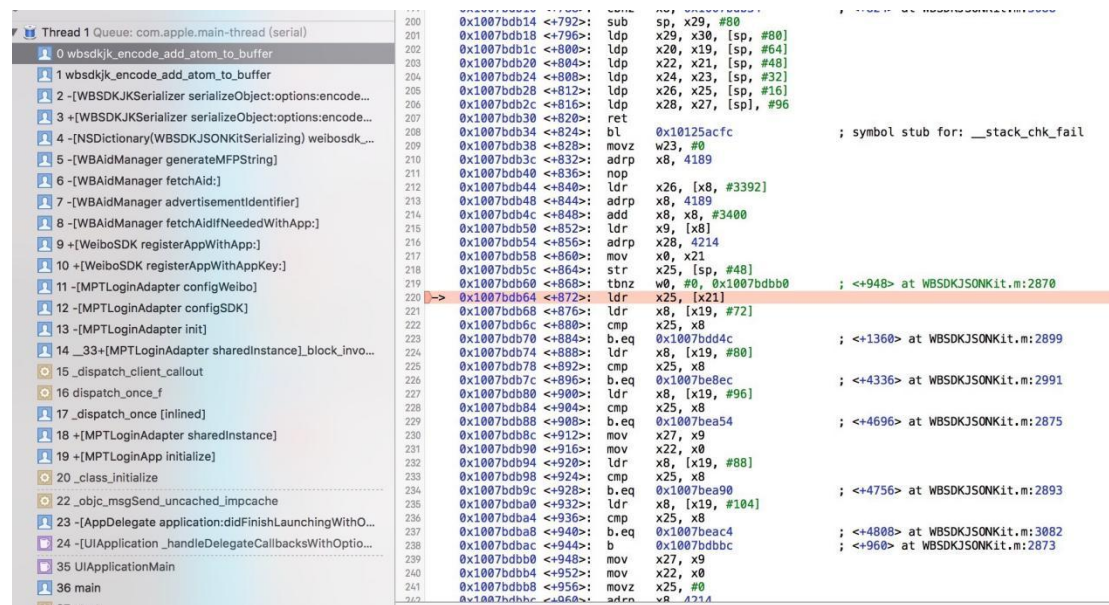 Thread 1 Queue: com.apple.main-thread (serial)
0 wbsdkjk_encode_add_atom_to_buffer
1 wbsdkjk_encode_add_atom_to_buffer
2 -[WBSDKJKSerializer serializeObject:options:encode...
3 +[WBSDKJKSerializer serializeObject:options:encode...
4 -[NSDictionary(WBSDKJSONKitSerializing) weibosdk_...
5 -[WBAidManager generateMFPString]
6 -[WBAidManager fetchAid:]
7 -[WBAidManager advertisementIdentifier]
8 -[WBAidManager fetchAidIfNeededWithApp:]
9 +[WeiboSDK registerAppWithApp:]
10 +[WeiboSDK registerAppWithAppKey:]
11 -[MPTLoginAdapter configWeibo]
12 -[MPTLoginAdapter configSDK]
13 -[MPTLoginAdapter init]
14 __33+[MPTLoginAdapter sharedInstance]_block_invo...
15 _dispatch_client_callout
16 dispatch_once_f
17 _dispatch_once [inlined]
18 +[MPTLoginAdapter sharedInstance]
19 +[MPTLoginApp initialize]
20 _class_initialize
22 _objc_msgSend_uncached_impcache
23 -[AppDelegate application:didFinishLaunchingWithO...
24 -[UIApplication _handleDelegateCallbacksWithOptio...
35 UIApplicationMain
36 main
200 0x1007bdb14 <+792>: sub sp, x29, #80
201 0x1007bdb18 <+796>: ldp x29, x30, [sp, #80]
202 0x1007bdb1c <+800>: ldp x20, x19, [sp, #64]
203 0x1007bdb20 <+804>: ldp x22, x21, [sp, #48]
204 0x1007bdb24 <+808>: ldp x24, x23, [sp, #32]
205 0x1007bdb28 <+812>: ldp x26, x25, [sp, #16]
206 0x1007bdb2c <+816>: ldp x28, x27, [sp], #96
207 0x1007bdb30 <+820>: ret
208 0x1007bdb34 <+824>: bl 0x10125acfc ; symbol stub for: __stack_chk_fail
209 0x1007bdb38 <+828>: movz w23, #0
210 0x1007bdb3c <+832>: adrp x8, 4189
211 0x1007bdb40 <+836>: nop
212 0x1007bdb44 <+840>: ldr x26, [x8, #3392]
213 0x1007bdb48 <+844>: adrp x8, 4189
214 0x1007bdb4c <+848>: add x8, x8, #3400
215 0x1007bdb50 <+852>: ldr x9, [x8]
216 0x1007bdb54 <+856>: adrp x28, 4214
217 0x1007bdb58 <+860>: mov x0, x21
218 0x1007bdb5c <+864>: str x25, [sp, #48]
219 0x1007bdb60 <+868>: tbnz w0, #0, 0x1007bdbb0 ; <+948> at WBSDKJSONKit.m:2870
220 -> 0x1007bdb64 <+872>: ldr x25, [x21]
221 0x1007bdb68 <+876>: ldr x8, [x19, #72]
222 0x1007bdb6c <+880>: cmp x25, x8
223 0x1007bdb70 <+884>: b.eq 0x1007bdd4c ; <+1360> at WBSDKJSONKit.m:2899
224 0x1007bdb74 <+888>: ldr x8, [x19, #80]
225 0x1007bdb78 <+892>: cmp x25, x8
226 0x1007bdb7c <+896>: b.eq 0x1007be8ec ; <+4336> at WBSDKJSONKit.m:2991
227 0x1007bdb80 <+900>: ldr x8, [x19, #96]
228 0x1007bdb84 <+904>: cmp x25, x8
229 0x1007bdb88 <+908>: b.eq 0x1007bea54 ; <+4696> at WBSDKJSONKit.m:2875
230 0x1007bdb8c <+912>: mov x27, x9
231 0x1007bdb90 <+916>: mov x22, x0
232 0x1007bdb94 <+920>: ldr x8, [x19, #88]
233 0x1007bdb98 <+924>: cmp x25, x8
234 0x1007bdb9c <+928>: b.eq 0x1007bea90 ; <+4756> at WBSDKJSONKit.m:2893
235 0x1007bdba0 <+932>: ldr x8, [x19, #104]
236 0x1007bdba4 <+936>: cmp x25, x8
237 0x1007bdba8 <+940>: b.eq 0x1007beac4 ; <+4808> at WBSDKJSONKit.m:3082
238 0x1007bdbac <+944>: b 0x1007bdbbc ; <+960> at WBSDKJSONKit.m:2873
239 0x1007bdbb0 <+948>: mov x27, x9
240 0x1007bdbb4 <+952>: mov x22, x0
241 0x1007bdbb8 <+956>: movz x25, #0
242 0x1007bdbbc <+960>: adrp x8, 4214